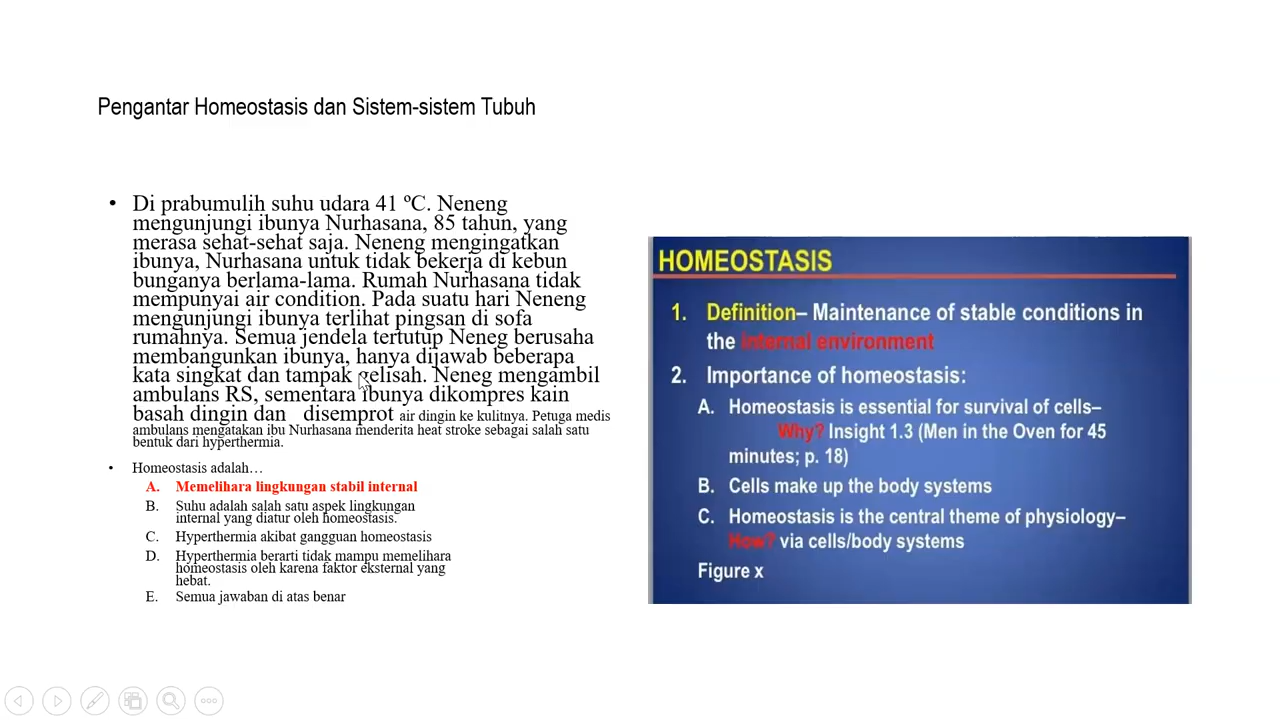 Pengantar Homeostasis dan Sistem-sistem Tubuh
• Di prabumulih suhu udara 41 ºC. Neneng
mengunjungi ibunya Nurhasana, 85 tahun, yang
merasa sehat-sehat saja. Neneng mengingatkan
ibunya, Nurhasana untuk tidak bekerja di kebun
bunganya berlama-lama. Rumah Nurhasana tidak
mempunyai air condition. Pada suatu hari Neneng
mengunjungi ibunya terlihat pingsan di sofa
rumahnya. Semua jendela tertutup Neneg berusaha
membangunkan ibunya, hanya dijawab beberapa
kata singkat dan tampak gelisah. Neneg mengambil
ambulans RS, sementara ibunya dikompres kain
basah dingin dan disemprot air dingin ke kulitnya. Petuga medis
ambulans mengatakan ibu Nurhasana menderita heat stroke sebagai salah satu
bentuk dari hyperthermia.
• Homeostasis adalah…
A. Memelihara lingkungan stabil internal
B. Suhu adalah salah satu aspek lingkungan
internal yang diatur oleh homeostasis.
C. Hyperthermia akibat gangguan homeostasis
D. Hyperthermia berarti tidak mampu memelihara
homeostasis oleh karena faktor eksternal yang
hebat.
E. Semua jawaban di atas benar
HOMEOSTASIS
1. Definition– Maintenance of stable conditions in
the internal environment
2. Importance of homeostasis:
A. Homeostasis is essential for survival of cells–
Why? Insight 1.3 (Men in the Oven for 45
minutes; p. 18)
B. Cells make up the body systems
C. Homeostasis is the central theme of physiology–
How? via cells/body systems
Figure x